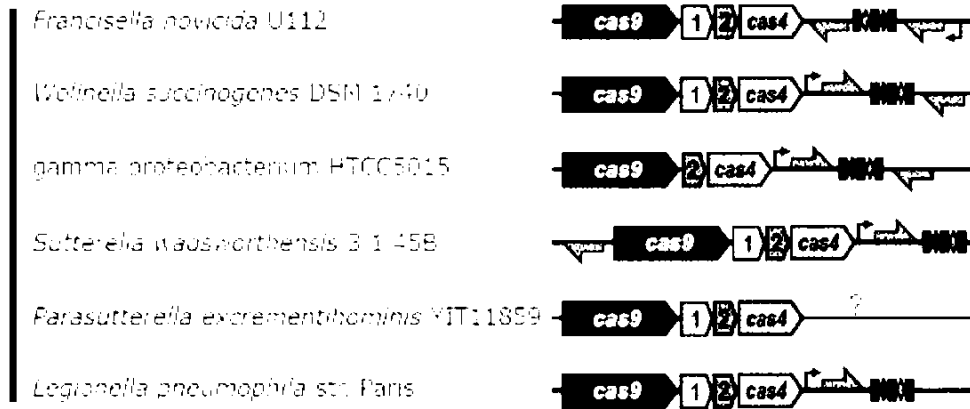 Francisella novicida U112 cas9 1 2 cas4
Wolinella succinogenes DSM 1740 cas9 1 2 cas4
gamma proteobacterium HTCC5015 cas9 2 cas4
Sutterella wadsworthensis 3 1 45B cas9 1 2 cas4
Parasutterella excrementihominis YIT11859 cas9 1 2 cas4 ?
Legionella pneumophila str. Paris cas9 1 2 cas4